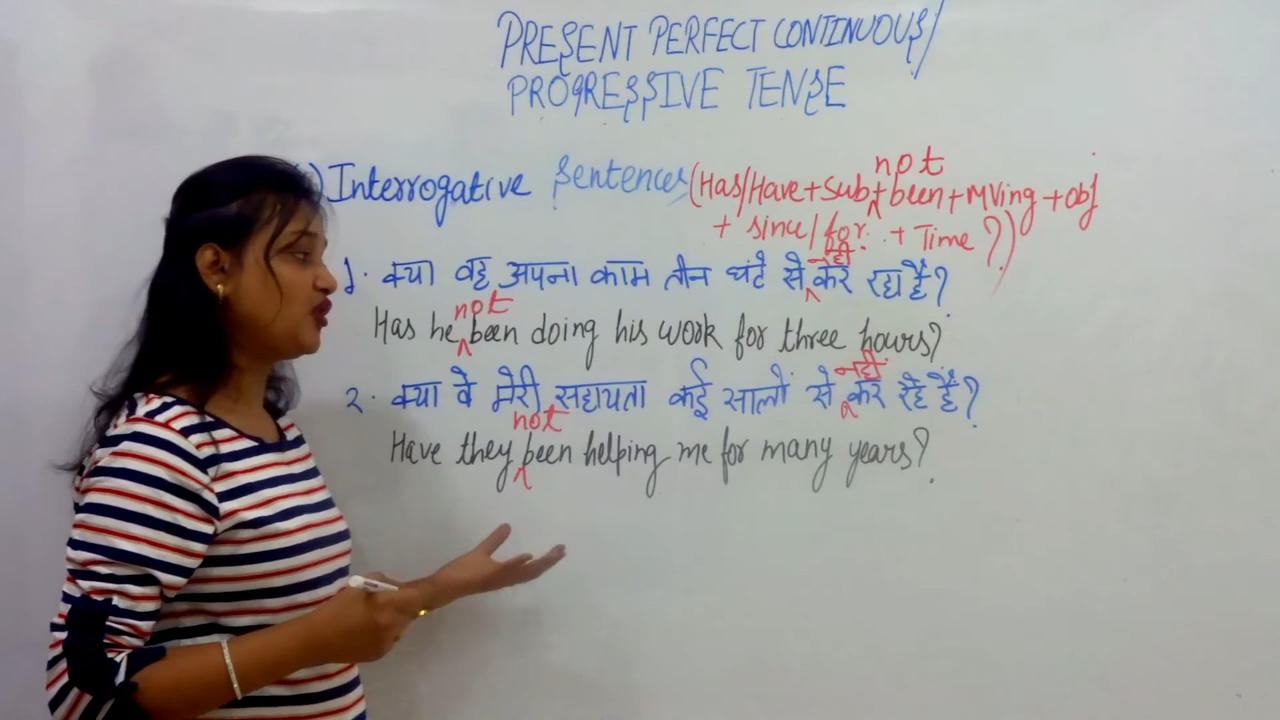 PRESENT PERFECT CONTINUOUS/
PROGRESSIVE TENSE
) Interrogative Sentences (Has/Have+Sub+ not been+MVing+obj
+ since/for.. + Time ?)
1. क्या वह अपना काम तीन घंटे से नहीं कर रहा है?
Has he not been doing his work for three hours?
2. क्या वे मेरी सहायता कई सालों से नहीं कर रहे हैं?
Have they not been helping me for many years?